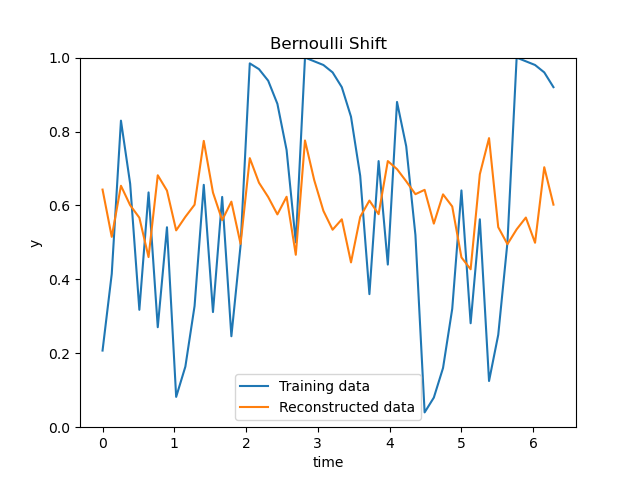 Bernoulli Shift
1.0
0.8
0.6
0.4
0.2
0.0
y
0 1 2 3 4 5 6
time
Training data
Reconstructed data